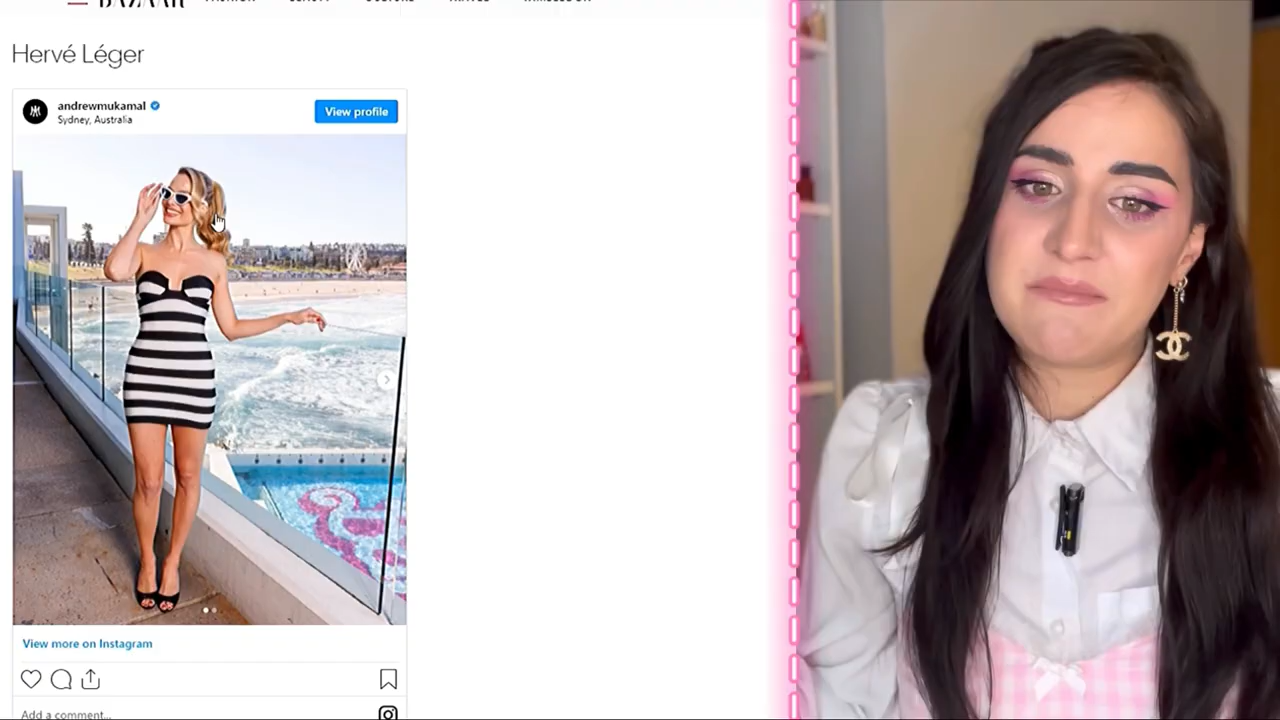 BAZAAR
Hervé Léger
andrewmukamal
Sydney, Australia
View profile
View more on Instagram
Add a comment...